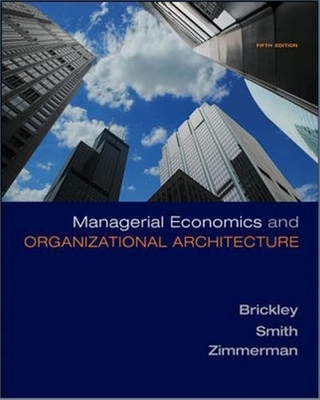 FIFTH EDITION
Managerial Economics and
ORGANIZATIONAL ARCHITECTURE
Brickley
Smith
Zimmerman